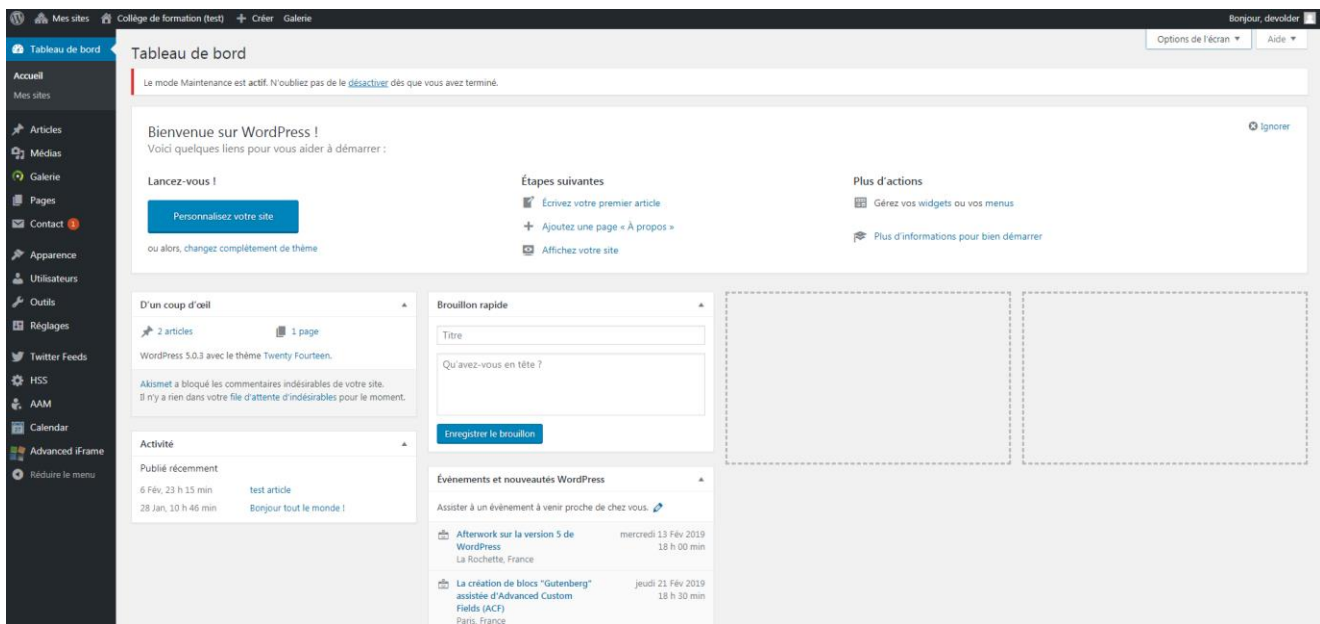 Mes sites Collège de formation (test) Créer Galerie Bonjour, devolder
Options de l'écran Aide
Tableau de bord
Accueil
Mes sites
Articles
Médias
Galerie
Pages
Contact 1
Apparence
Utilisateurs
Outils
Réglages
Twitter Feeds
HSS
AAM
Calendar
Advanced iFrame
Réduire le menu
Tableau de bord
Le mode Maintenance est actif. N'oubliez pas de le désactiver dès que vous avez terminé.
Bienvenue sur WordPress !
Ignorer
Voici quelques liens pour vous aider à démarrer :
Lancez-vous !
Personnalisez votre site
ou alors, changez complètement de thème
Étapes suivantes
Écrivez votre premier article
Ajoutez une page « À propos »
Affichez votre site
Plus d'actions
Gérez vos widgets ou vos menus
Plus d'informations pour bien démarrer
D'un coup d'œil
2 articles 1 page
WordPress 5.0.3 avec le thème Twenty Fourteen.
Akismet a bloqué les commentaires indésirables de votre site.
Il n'y a rien dans votre file d'attente d'indésirables pour le moment.
Activité
Publié récemment
6 Fév, 23 h 15 min test article
28 Jan, 10 h 46 min Bonjour tout le monde !
Brouillon rapide
Titre
Qu'avez-vous en tête ?
Enregistrer le brouillon
Évènements et nouveautés WordPress
Assister à un évènement à venir proche de chez vous.
Afterwork sur la version 5 de mercredi 13 Fév 2019
WordPress 18 h 00 min
La Rochette, France
La création de blocs "Gutenberg" jeudi 21 Fév 2019
assistée d'Advanced Custom 18 h 30 min
Fields (ACF)
Paris, France